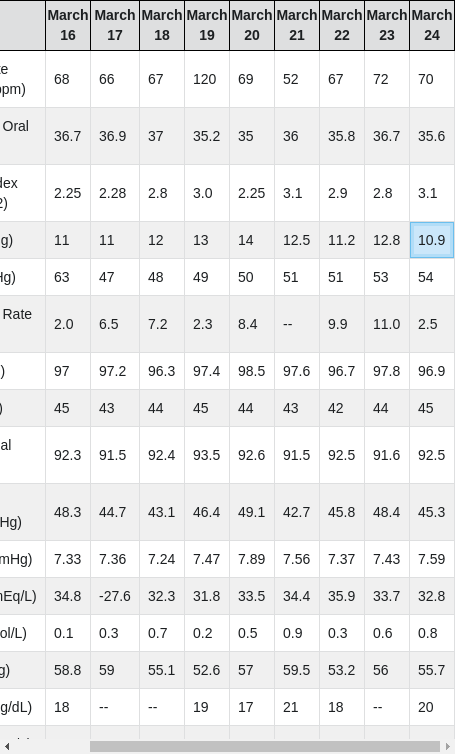 March 16 March 17 March 18 March 19 March 20 March 21 March 22 March 23 March 24
68 66 67 120 69 52 67 72 70
Oral 36.7 36.9 37 35.2 35 36 35.8 36.7 35.6
2.25 2.28 2.8 3.0 2.25 3.1 2.9 2.8 3.1
g) 11 11 12 13 14 12.5 11.2 12.8 10.9
Hg) 63 47 48 49 50 51 51 53 54
Rate 2.0 6.5 7.2 2.3 8.4 -- 9.9 11.0 2.5
) 97 97.2 96.3 97.4 98.5 97.6 96.7 97.8 96.9
) 45 43 44 45 44 43 42 44 45
al 92.3 91.5 92.4 93.5 92.6 91.5 92.5 91.6 92.5
48.3 44.7 43.1 46.4 49.1 42.7 45.8 48.4 45.3
Hg)
mHg) 7.33 7.36 7.24 7.47 7.89 7.56 7.37 7.43 7.59
nEq/L) 34.8 -27.6 32.3 31.8 33.5 34.4 35.9 33.7 32.8
ol/L) 0.1 0.3 0.7 0.2 0.5 0.9 0.3 0.6 0.8
g) 58.8 59 55.1 52.6 57 59.5 53.2 56 55.7
g/dL) 18 -- -- 19 17 21 18 -- 20